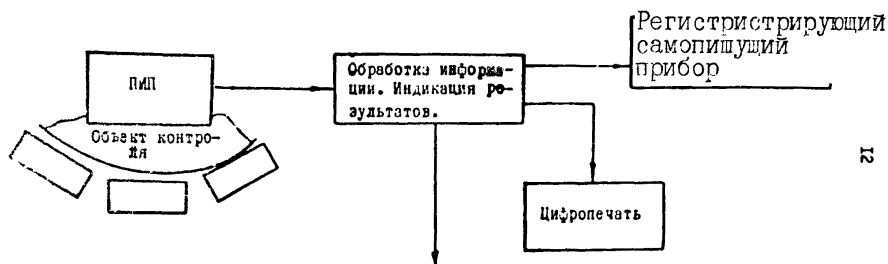 ПИП
Объект контро-
ля
Обработка информа-
ции. Индикация ре-
зультатов.
Регистристрирующий
самопишущий
прибор
Цифропечать
12